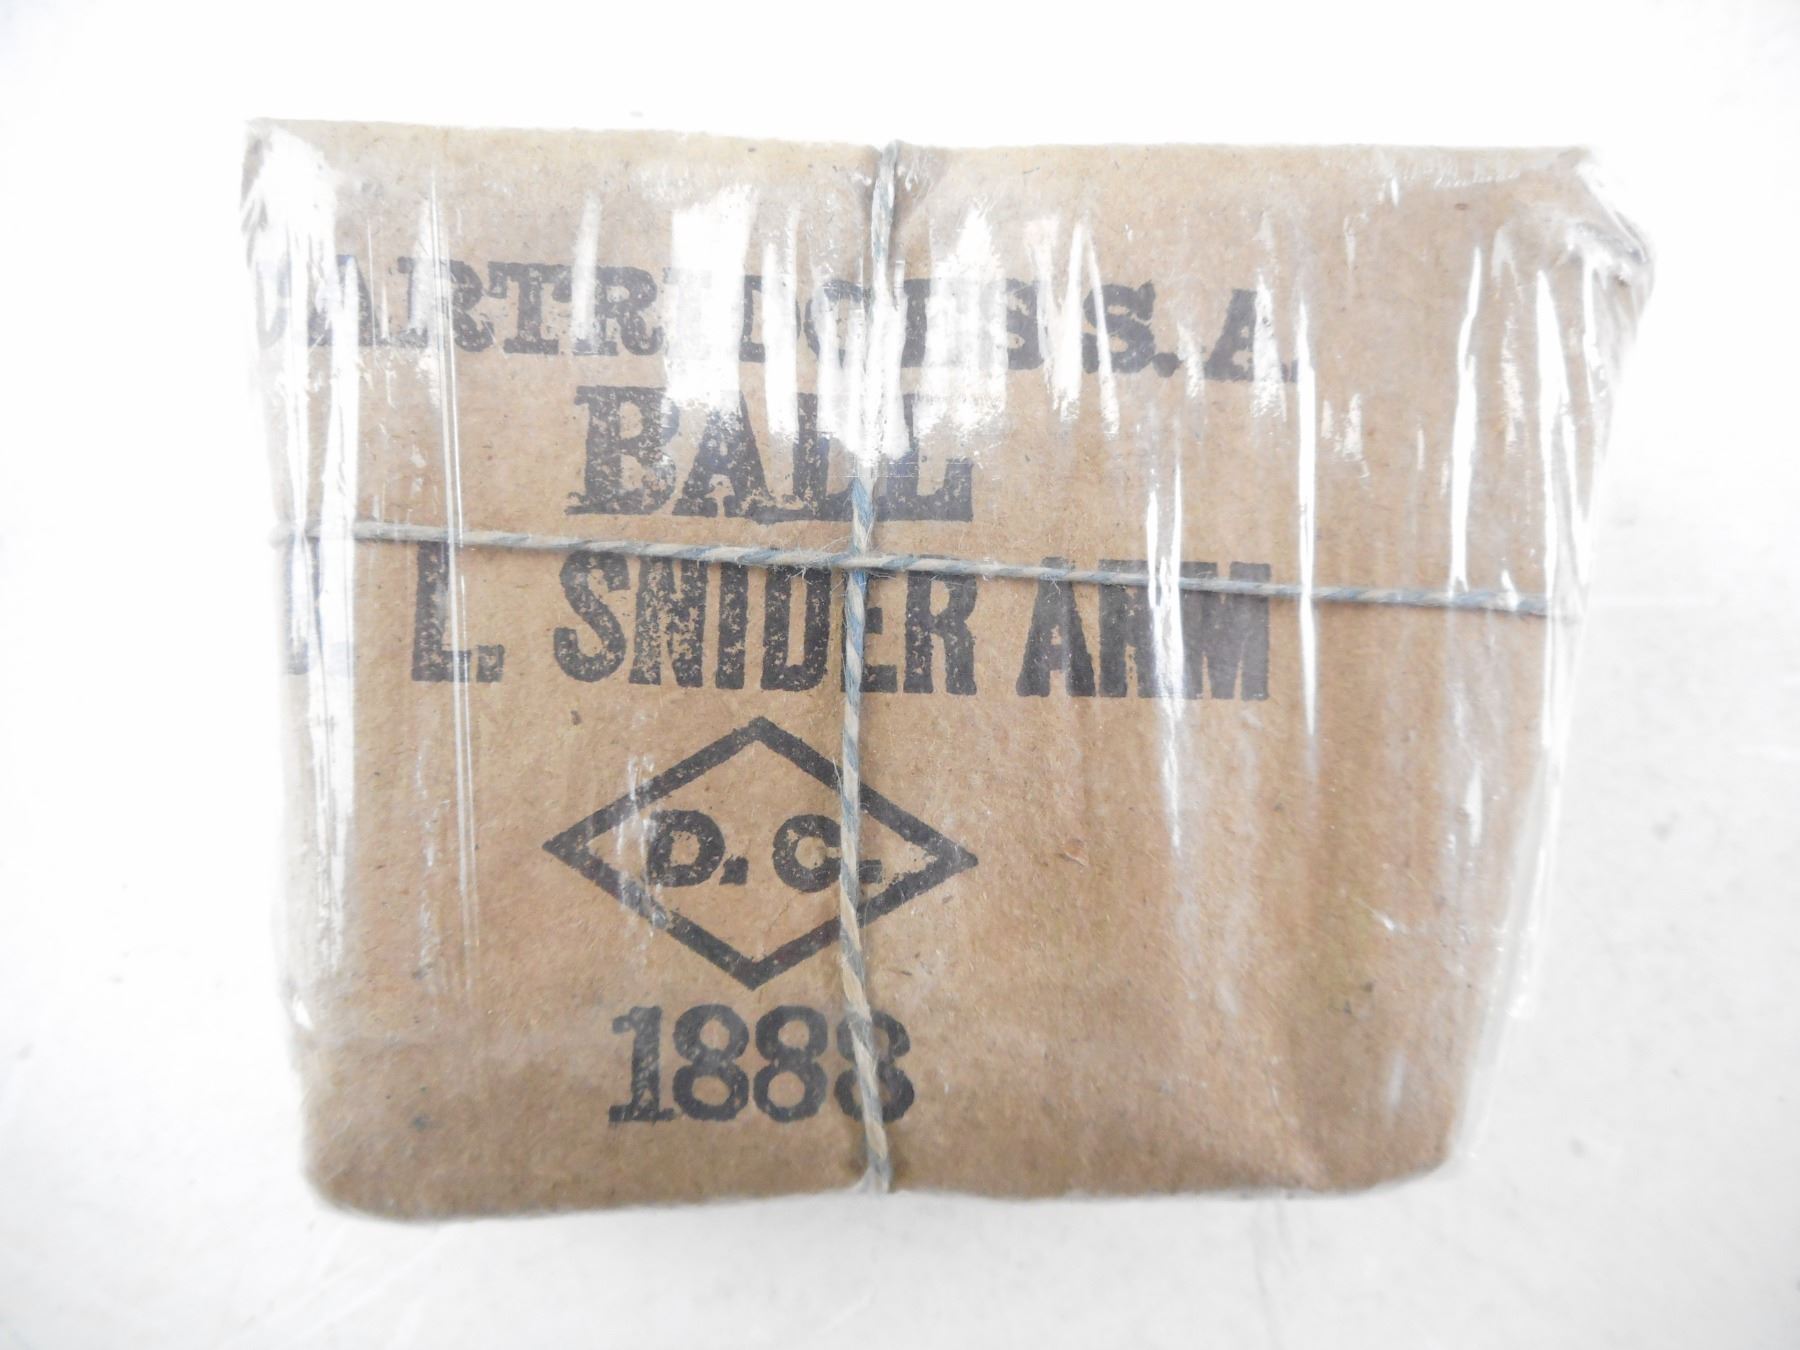 CARTRIDGES S. A.
BALL
L. SNIDER ARM
D. C.
1888